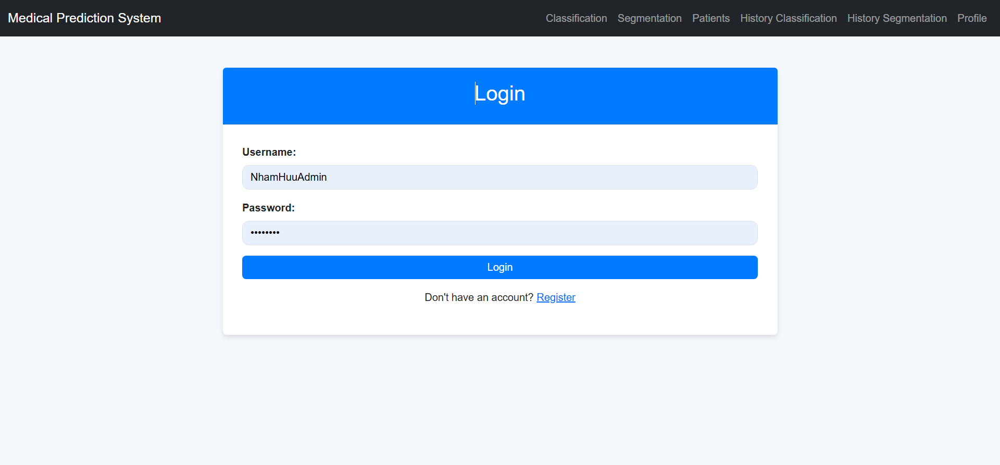 Medical Prediction System
Classification Segmentation Patients History Classification History Segmentation Profile
Login
Username:
NhamHuuAdmin
Password:
••••••••
Login
Don't have an account? Register